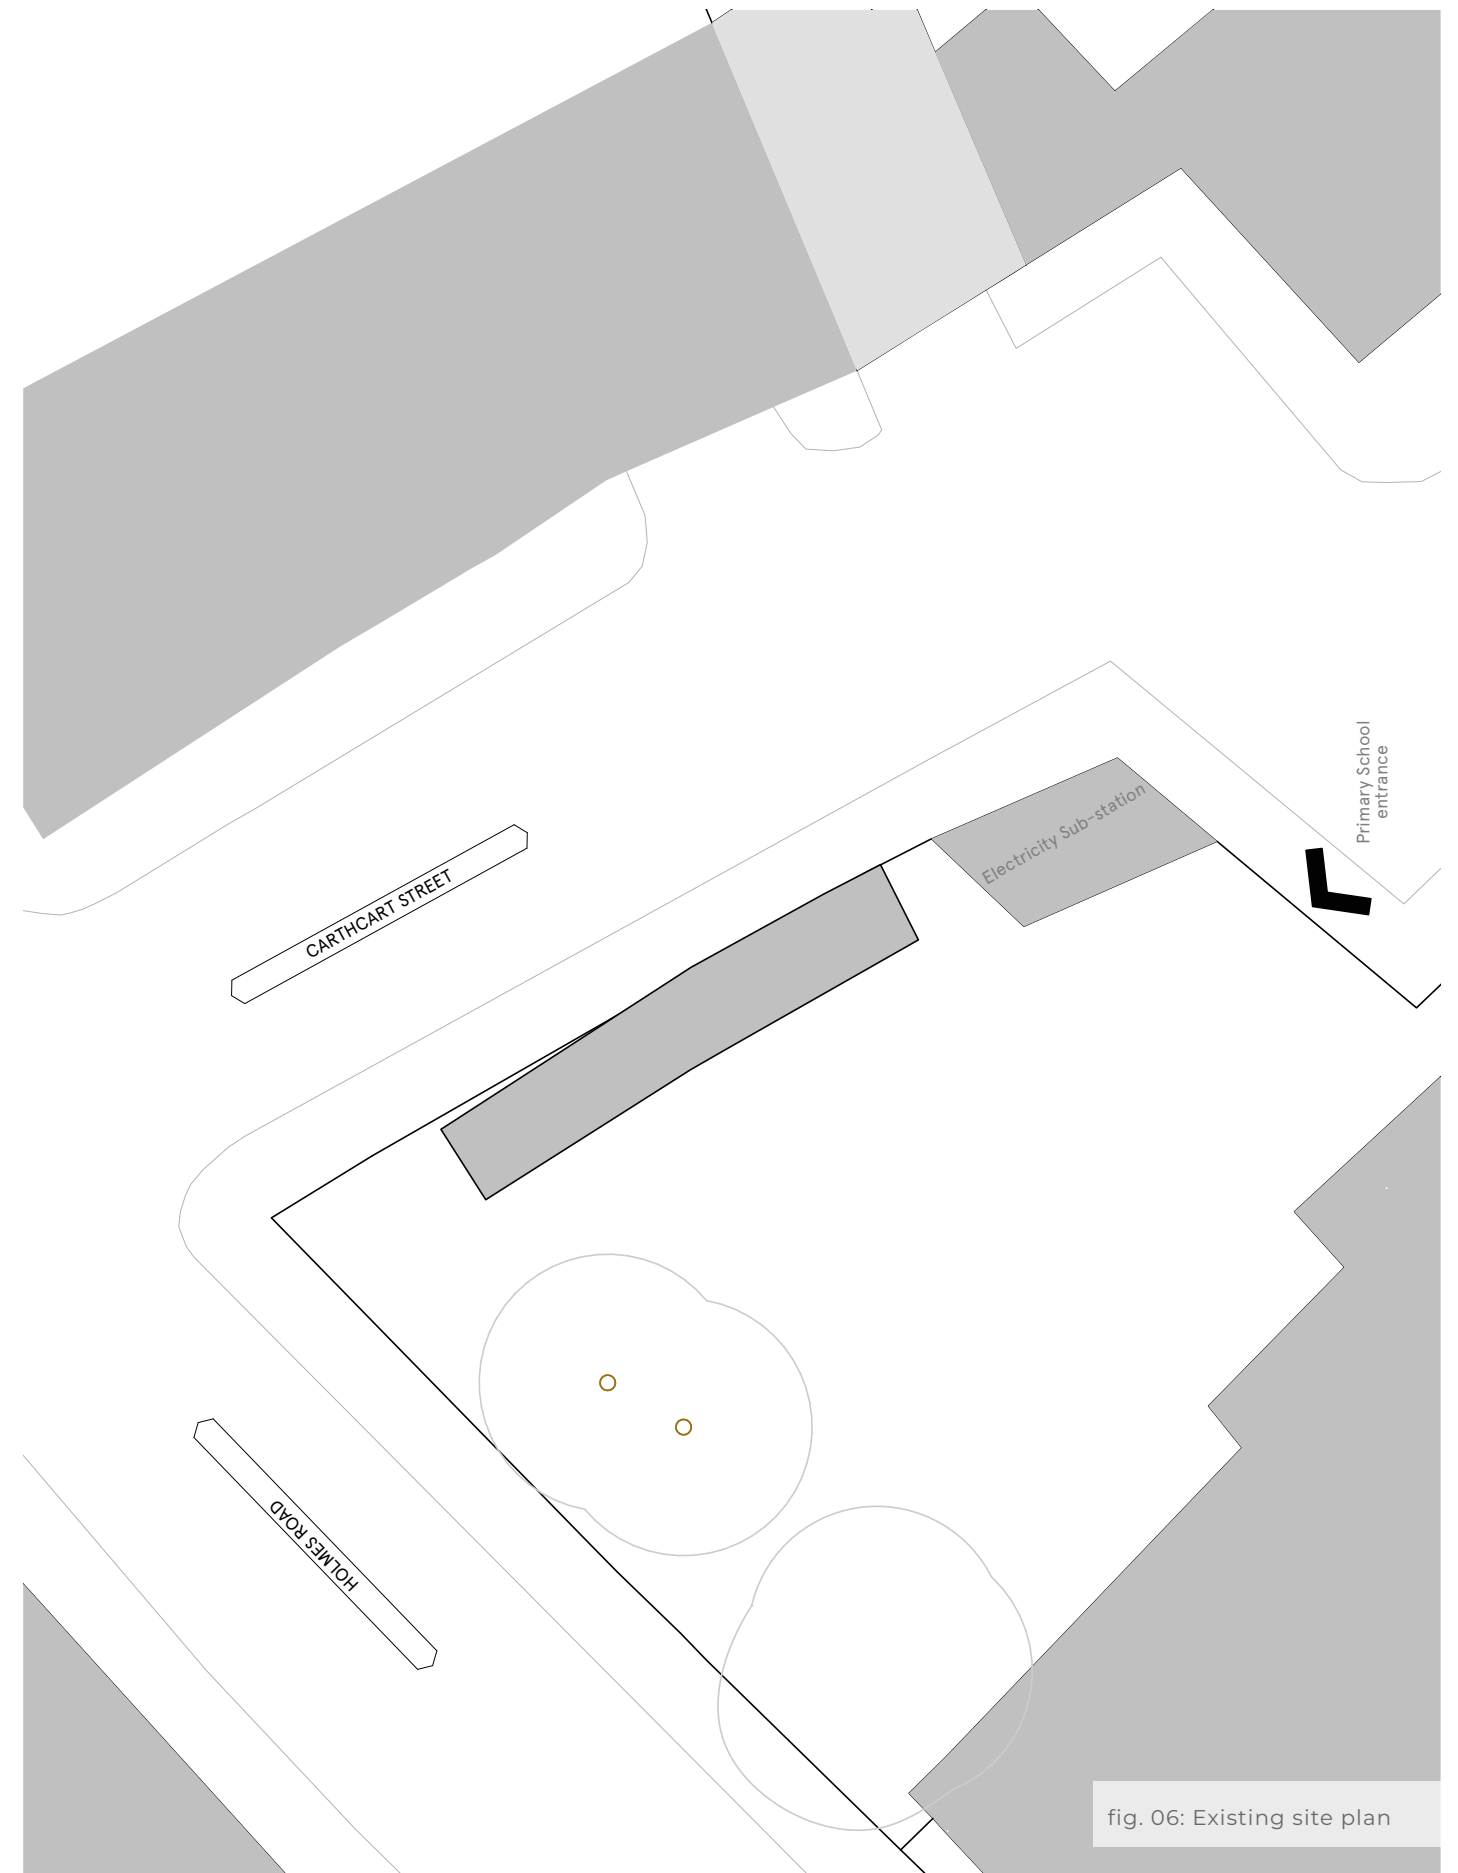 Primary School
entrance
Electricity Sub-station
CARTHCART STREET
HOLMES ROAD
fig. 06: Existing site plan